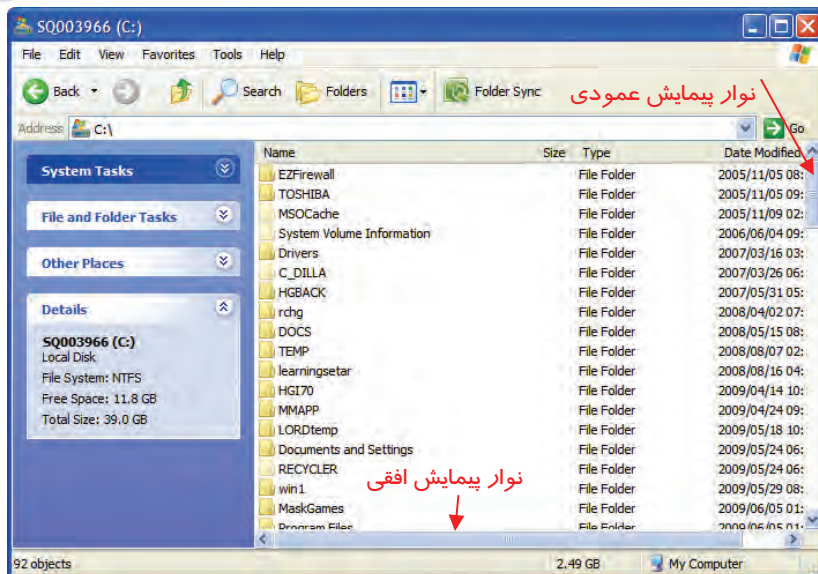 SQ003966 (C:)
File Edit View Favorites Tools Help
Back Search Folders Folder Sync
نوار پیمایش عمودی
Address C:\ Go
System Tasks
File and Folder Tasks
Other Places
Details
SQ003966 (C:)
Local Disk
File System: NTFS
Free Space: 11.8 GB
Total Size: 39.0 GB
Name Size Type Date Modified
EZFirewall File Folder 2005/11/05 08:
TOSHIBA File Folder 2005/11/05 09:
MSOCache File Folder 2005/11/09 02:
System Volume Information File Folder 2006/06/04 09:
Drivers File Folder 2007/03/16 03:
C_DILLA File Folder 2007/03/26 06:
HGBACK File Folder 2007/05/31 05:
rchg File Folder 2008/04/02 07:
DOCS File Folder 2008/05/15 08:
TEMP File Folder 2008/08/07 02:
learningsetar File Folder 2008/08/16 04:
HGI70 File Folder 2009/04/14 10:
MMAPP File Folder 2009/04/24 09:
LORDtemp File Folder 2009/05/18 10:
Documents and Settings File Folder 2009/05/24 06:
RECYCLER File Folder 2009/05/24 06:
win1 File Folder 2009/05/29 08:
MaskGames File Folder 2009/06/05 01:
Program Files File Folder 2009/06/05 01:
نوار پیمایش افقی
92 objects 2.49 GB My Computer